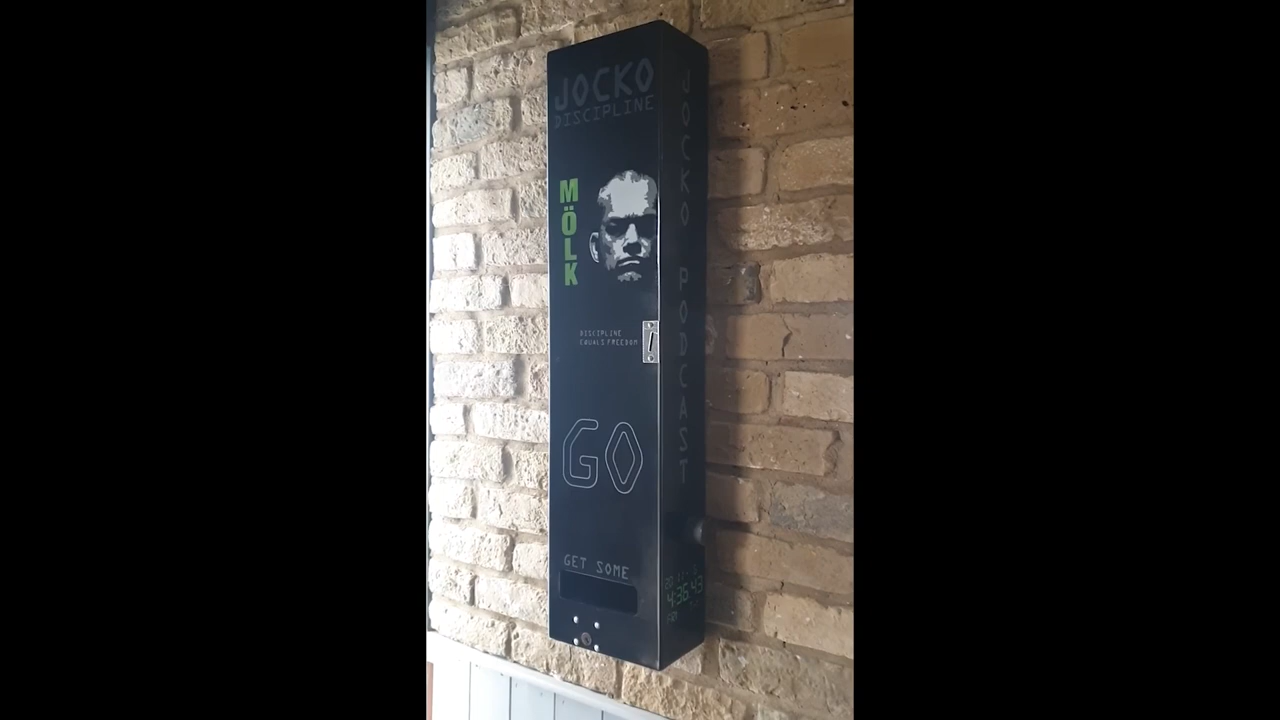 JOCKO
DISCIPLINE
MÖLK
DISCIPLINE
EQUALS FREEDOM
GO
GET SOME
JOCKO PODCAST
4:36.43